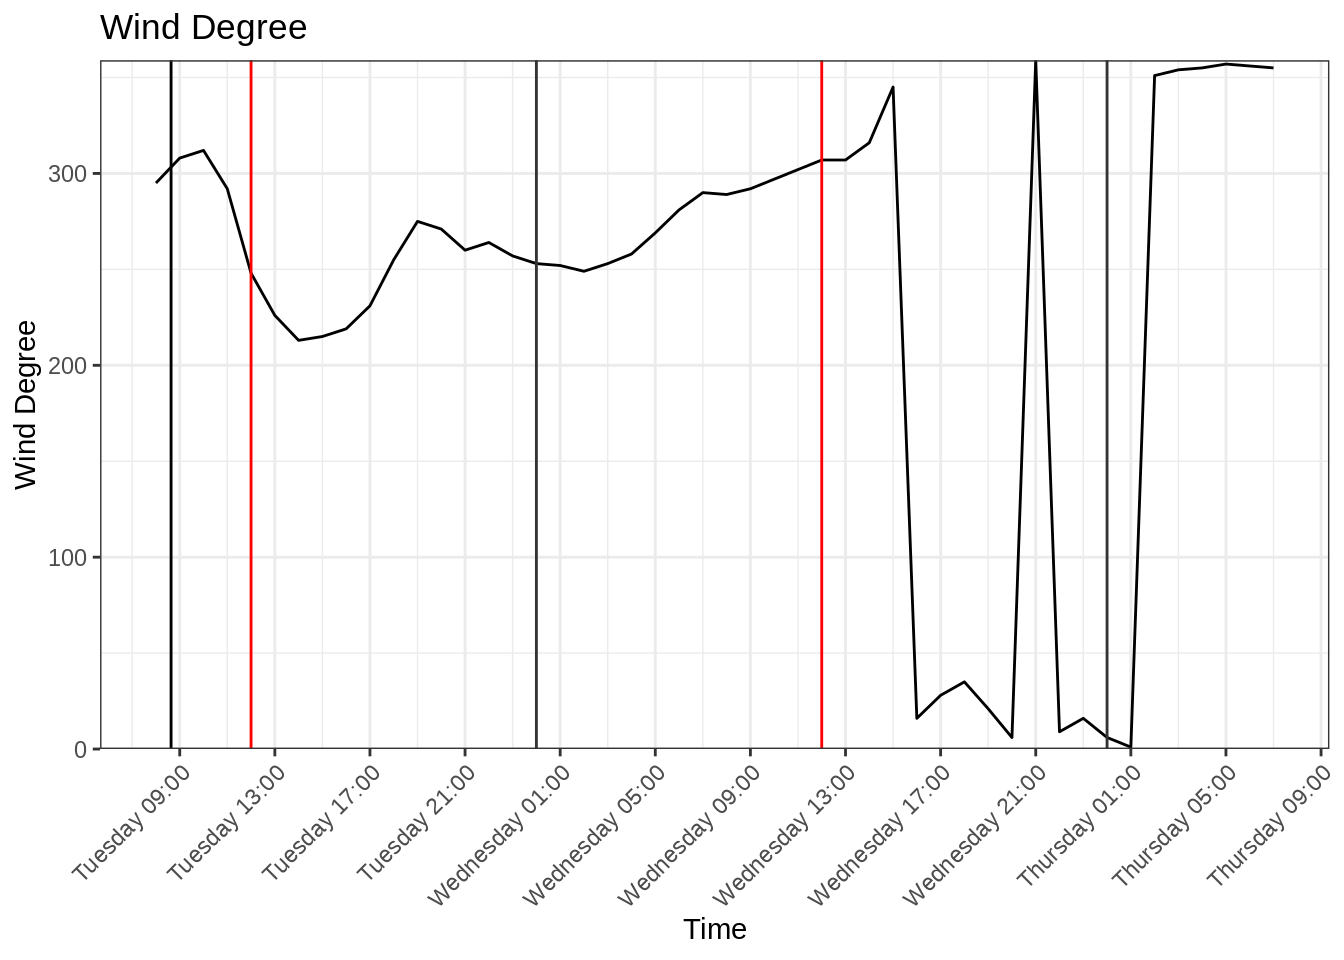 Wind Degree
Wind Degree
300
200
100
0
Tuesday 09:00
Tuesday 13:00
Tuesday 17:00
Tuesday 21:00
Wednesday 01:00
Wednesday 05:00
Wednesday 09:00
Wednesday 13:00
Wednesday 17:00
Wednesday 21:00
Thursday 01:00
Thursday 05:00
Thursday 09:00
Time